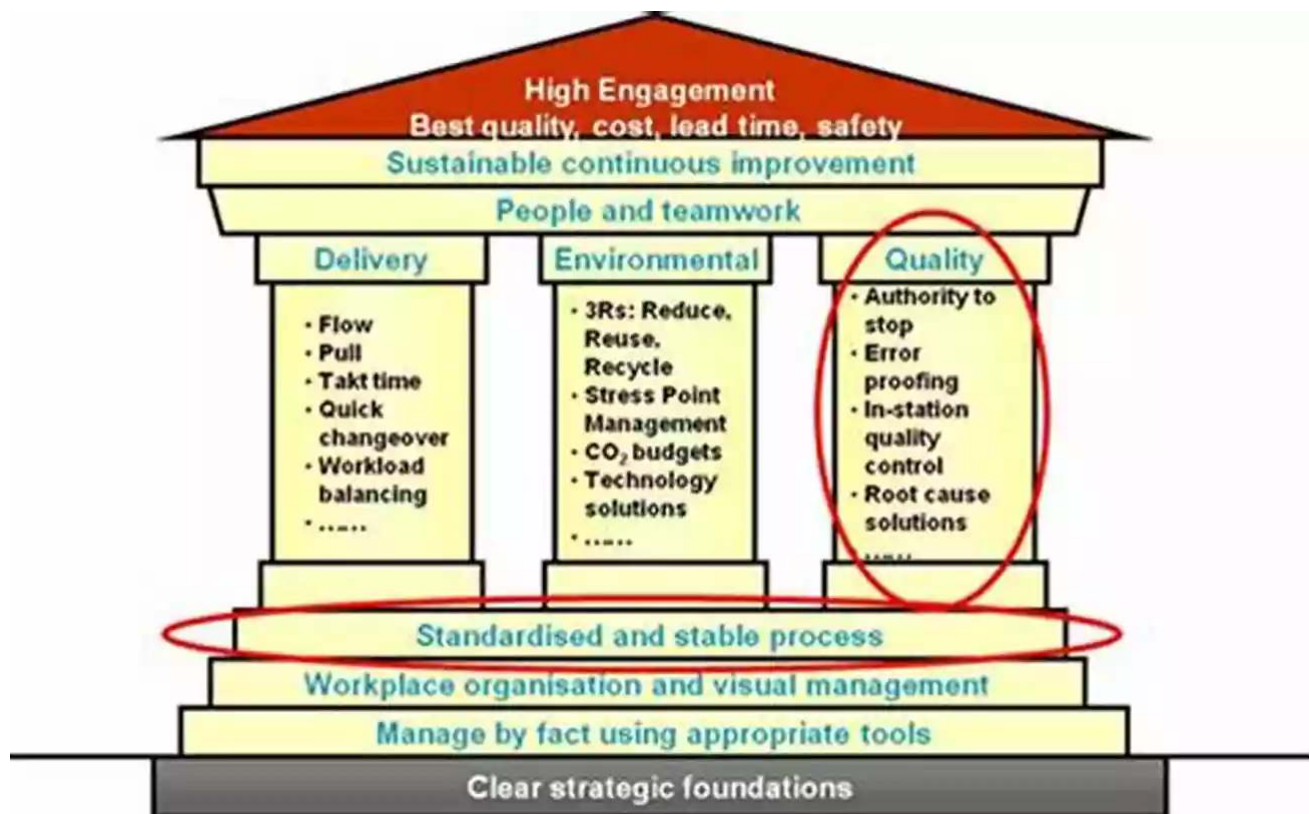 High Engagement
Best quality, cost, lead time, safety
Sustainable continuous improvement
People and teamwork
Delivery
• Flow
• Pull
• Takt time
• Quick
changeover
• Workload
balancing
• ......
Environmental
• 3Rs: Reduce,
Reuse,
Recycle
• Stress Point
Management
• CO₂ budgets
• Technology
solutions
• ......
Quality
• Authority to
stop
• Error
proofing
• In-station
quality
control
• Root cause
solutions
• ......
Standardised and stable process
Workplace organisation and visual management
Manage by fact using appropriate tools
Clear strategic foundations